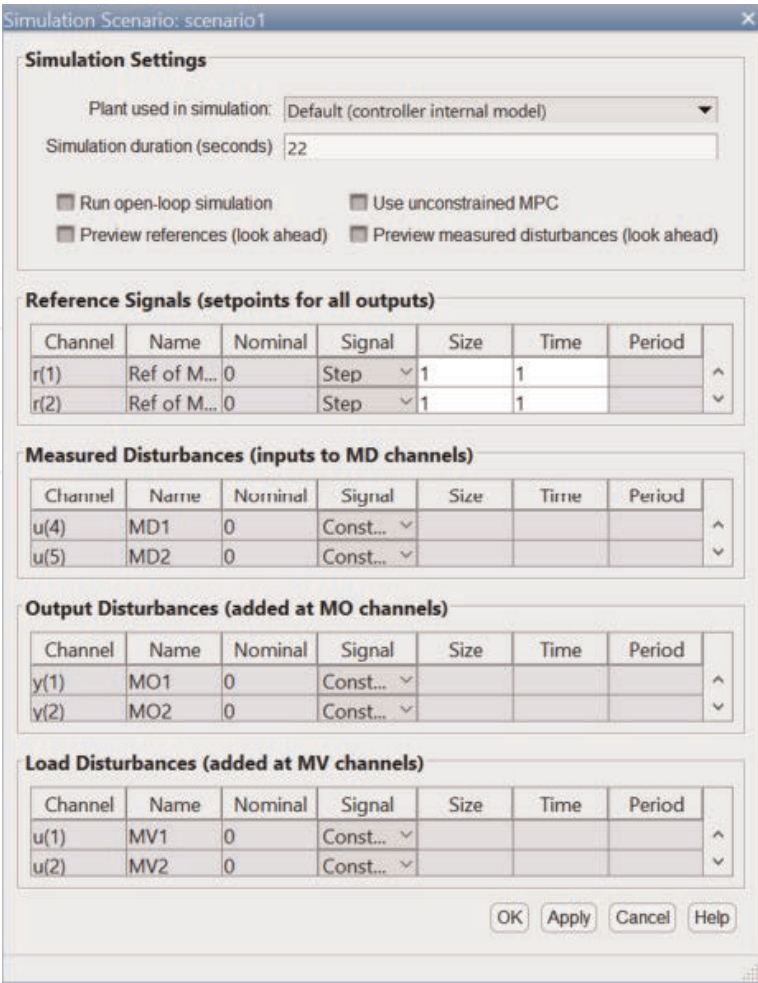 Simulation Scenario: scenario1
Simulation Settings
Plant used in simulation: Default (controller internal model)
Simulation duration (seconds) 22
Run open-loop simulation Use unconstrained MPC
Preview references (look ahead) Preview measured disturbances (look ahead)
Reference Signals (setpoints for all outputs)
Channel Name Nominal Signal Size Time Period
r(1) Ref of M... 0 Step 1 1
r(2) Ref of M... 0 Step 1 1
Measured Disturbances (inputs to MD channels)
Channel Name Nominal Signal Size Time Period
u(4) MD1 0 Const...
u(5) MD2 0 Const...
Output Disturbances (added at MO channels)
Channel Name Nominal Signal Size Time Period
y(1) MO1 0 Const...
y(2) MO2 0 Const...
Load Disturbances (added at MV channels)
Channel Name Nominal Signal Size Time Period
u(1) MV1 0 Const...
u(2) MV2 0 Const...
OK Apply Cancel Help